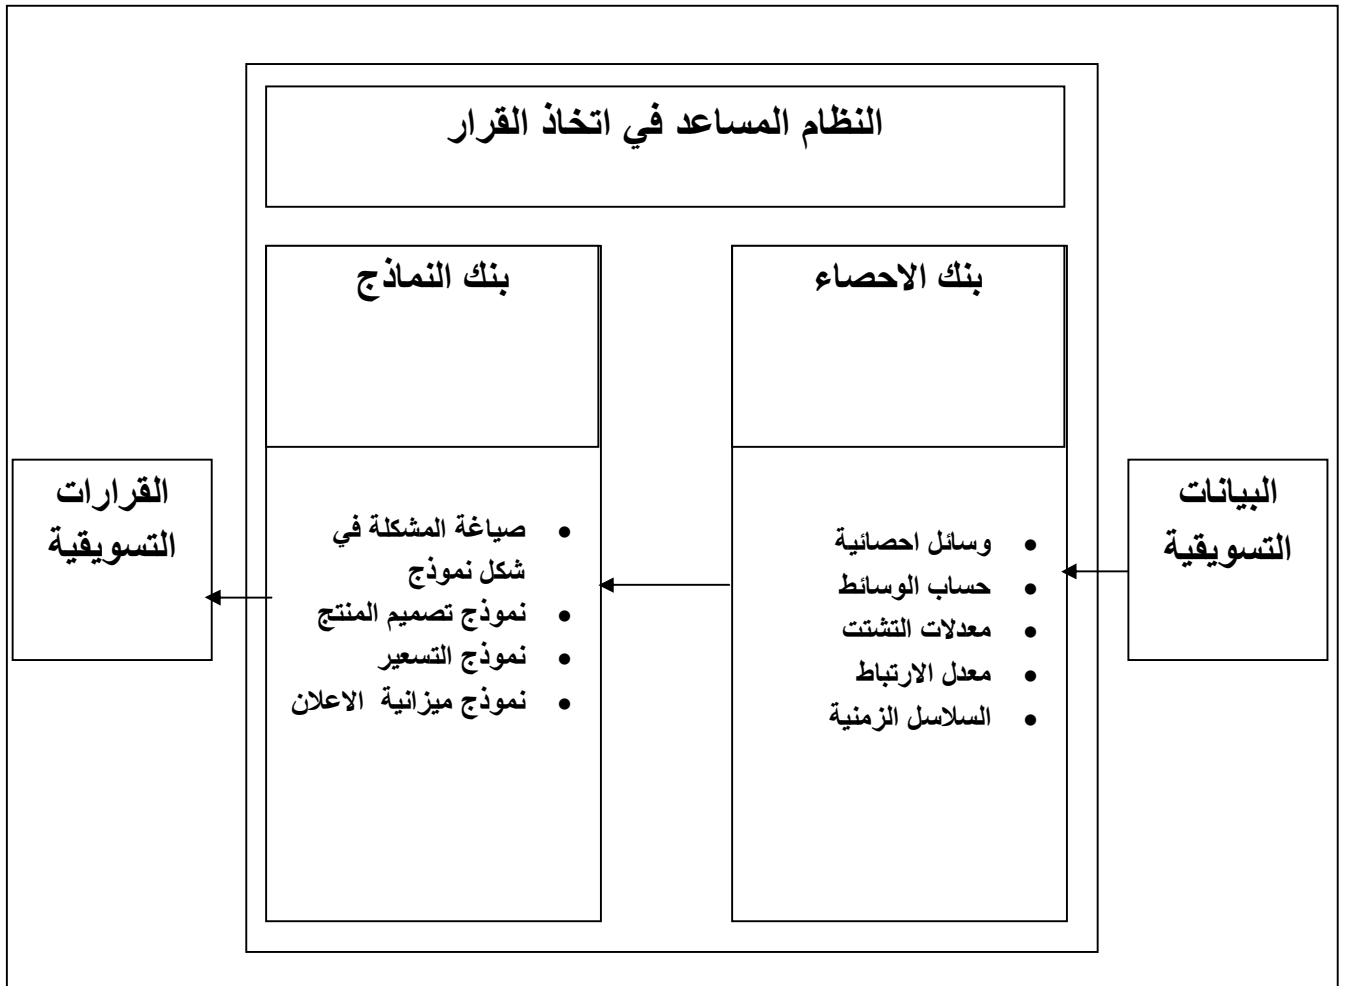 النظام المساعد في اتخاذ القرار
البيانات
التسويقية
بنك الاحصاء
• وسائل احصائية
• حساب الوسائط
• معدلات التشتت
• معدل الارتباط
• السلاسل الزمنية
بنك النماذج
• صياغة المشكلة في
شكل نموذج
• نموذج تصميم المنتج
• نموذج التسعير
• نموذج ميزانية الاعلان
القرارات
التسويقية